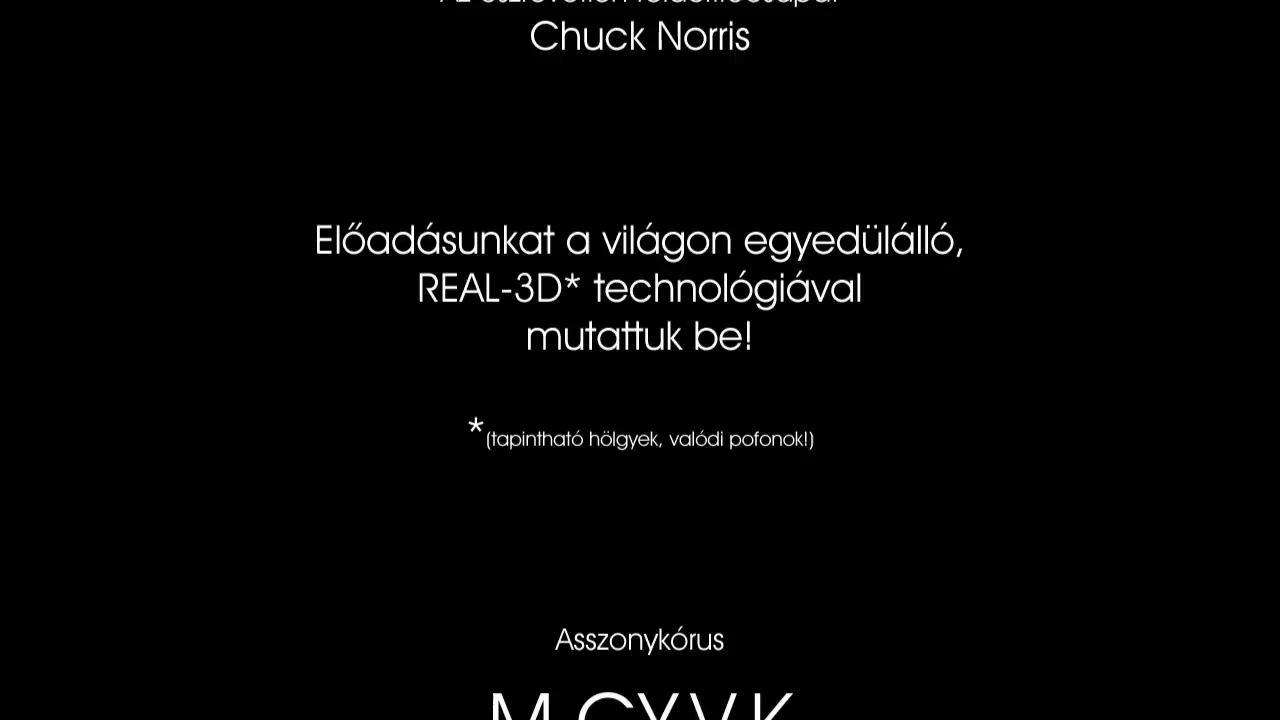 Chuck Norris
Előadásunkat a világon egyedülálló,
REAL-3D* technológiával
mutattuk be!
*(tapintható hölgyek, valódi pofonok!)
Asszonykórus